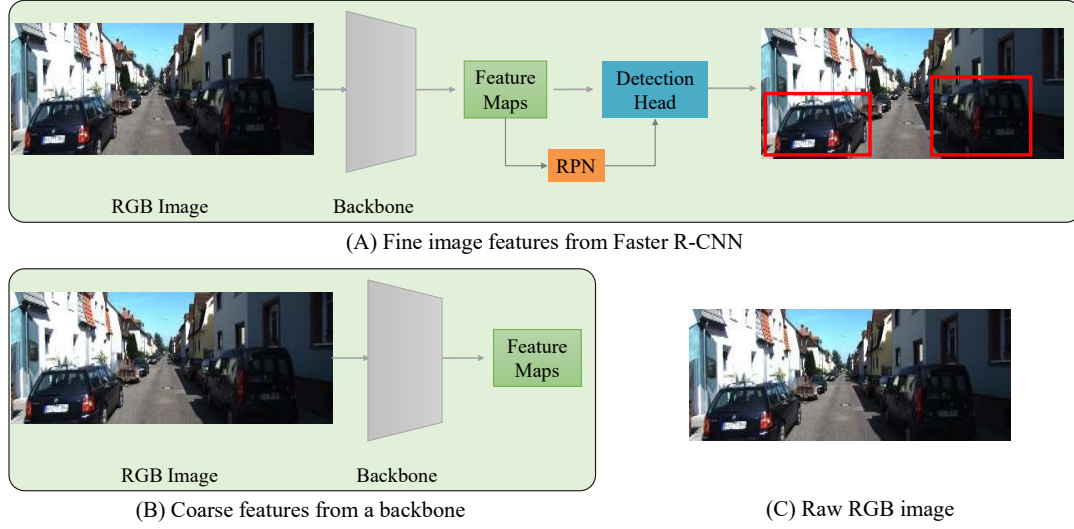 Feature
Maps
Detection
Head
RPN
RGB Image
Backbone
(A) Fine image features from Faster R-CNN
Feature
Maps
RGB Image
Backbone
(B) Coarse features from a backbone
(C) Raw RGB image